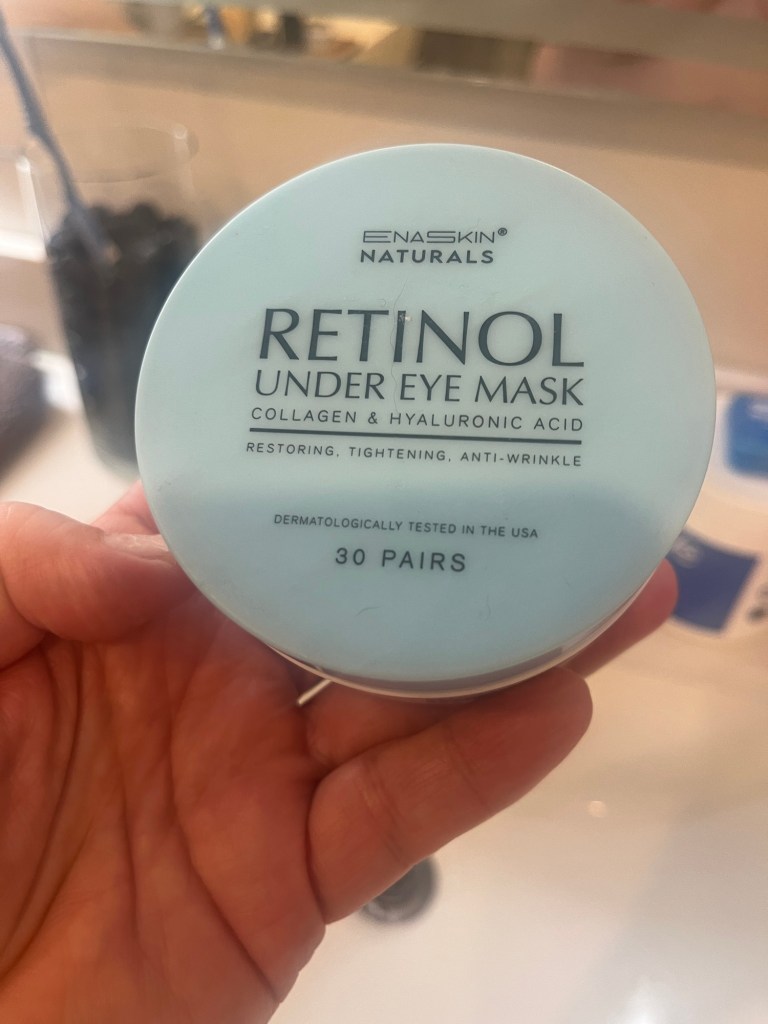 ENASKIN®
NATURALS
RETINOL
UNDER EYE MASK
COLLAGEN & HYALURONIC ACID
RESTORING, TIGHTENING, ANTI-WRINKLE
DERMATOLOGICALLY TESTED IN THE USA
30 PAIRS